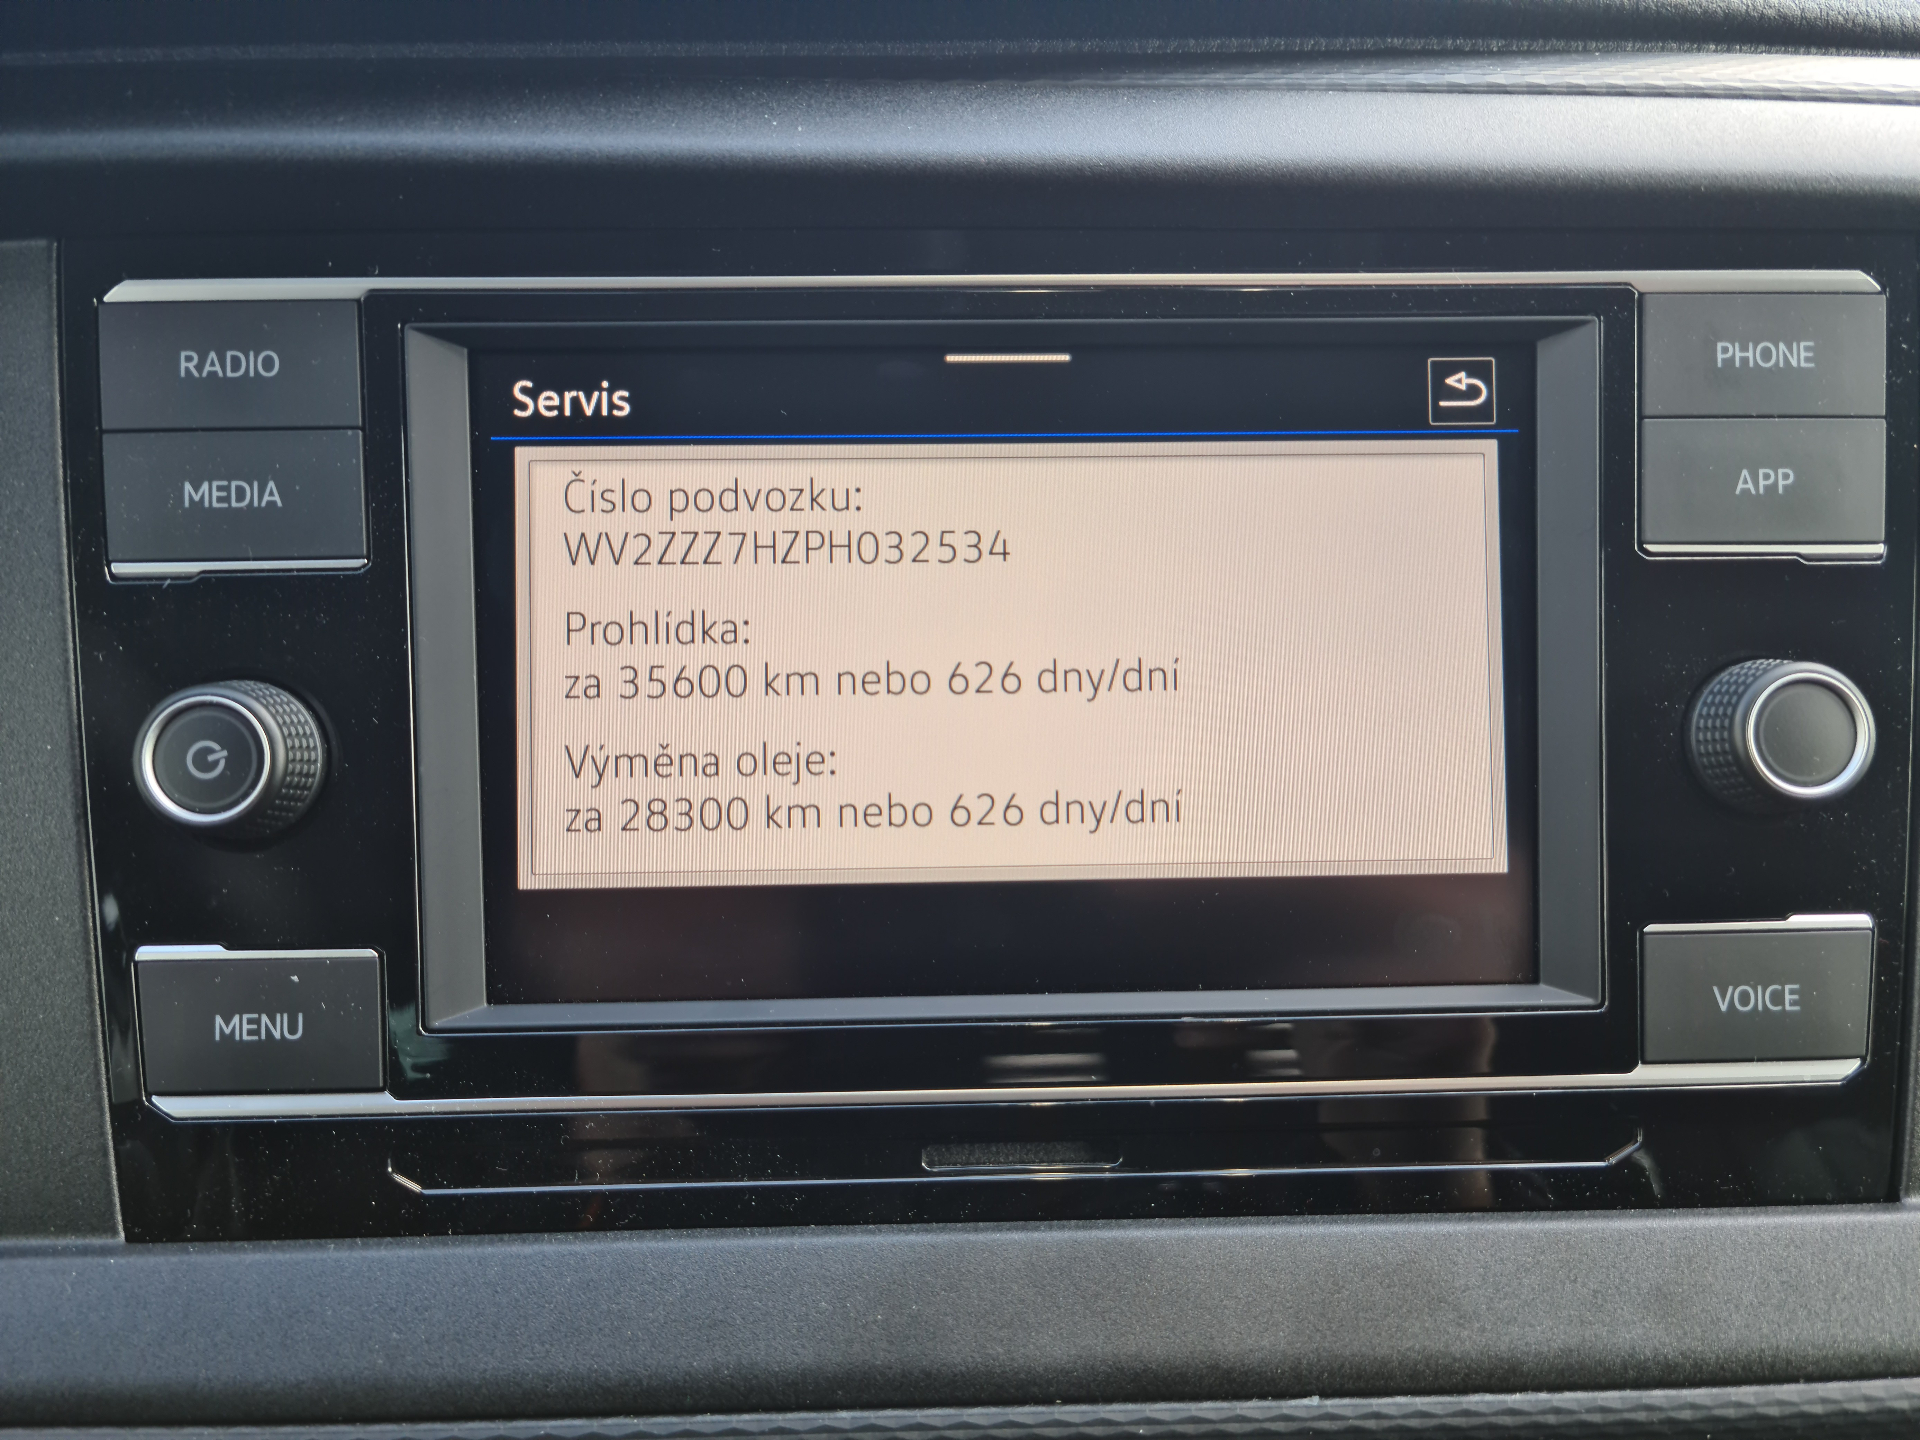 RADIO
MEDIA
MENU
Servis
Číslo podvozku:
WV2ZZZ7HZPH032534
Prohlídka:
za 35600 km nebo 626 dny/dní
Výměna oleje:
za 28300 km nebo 626 dny/dní
PHONE
APP
VOICE